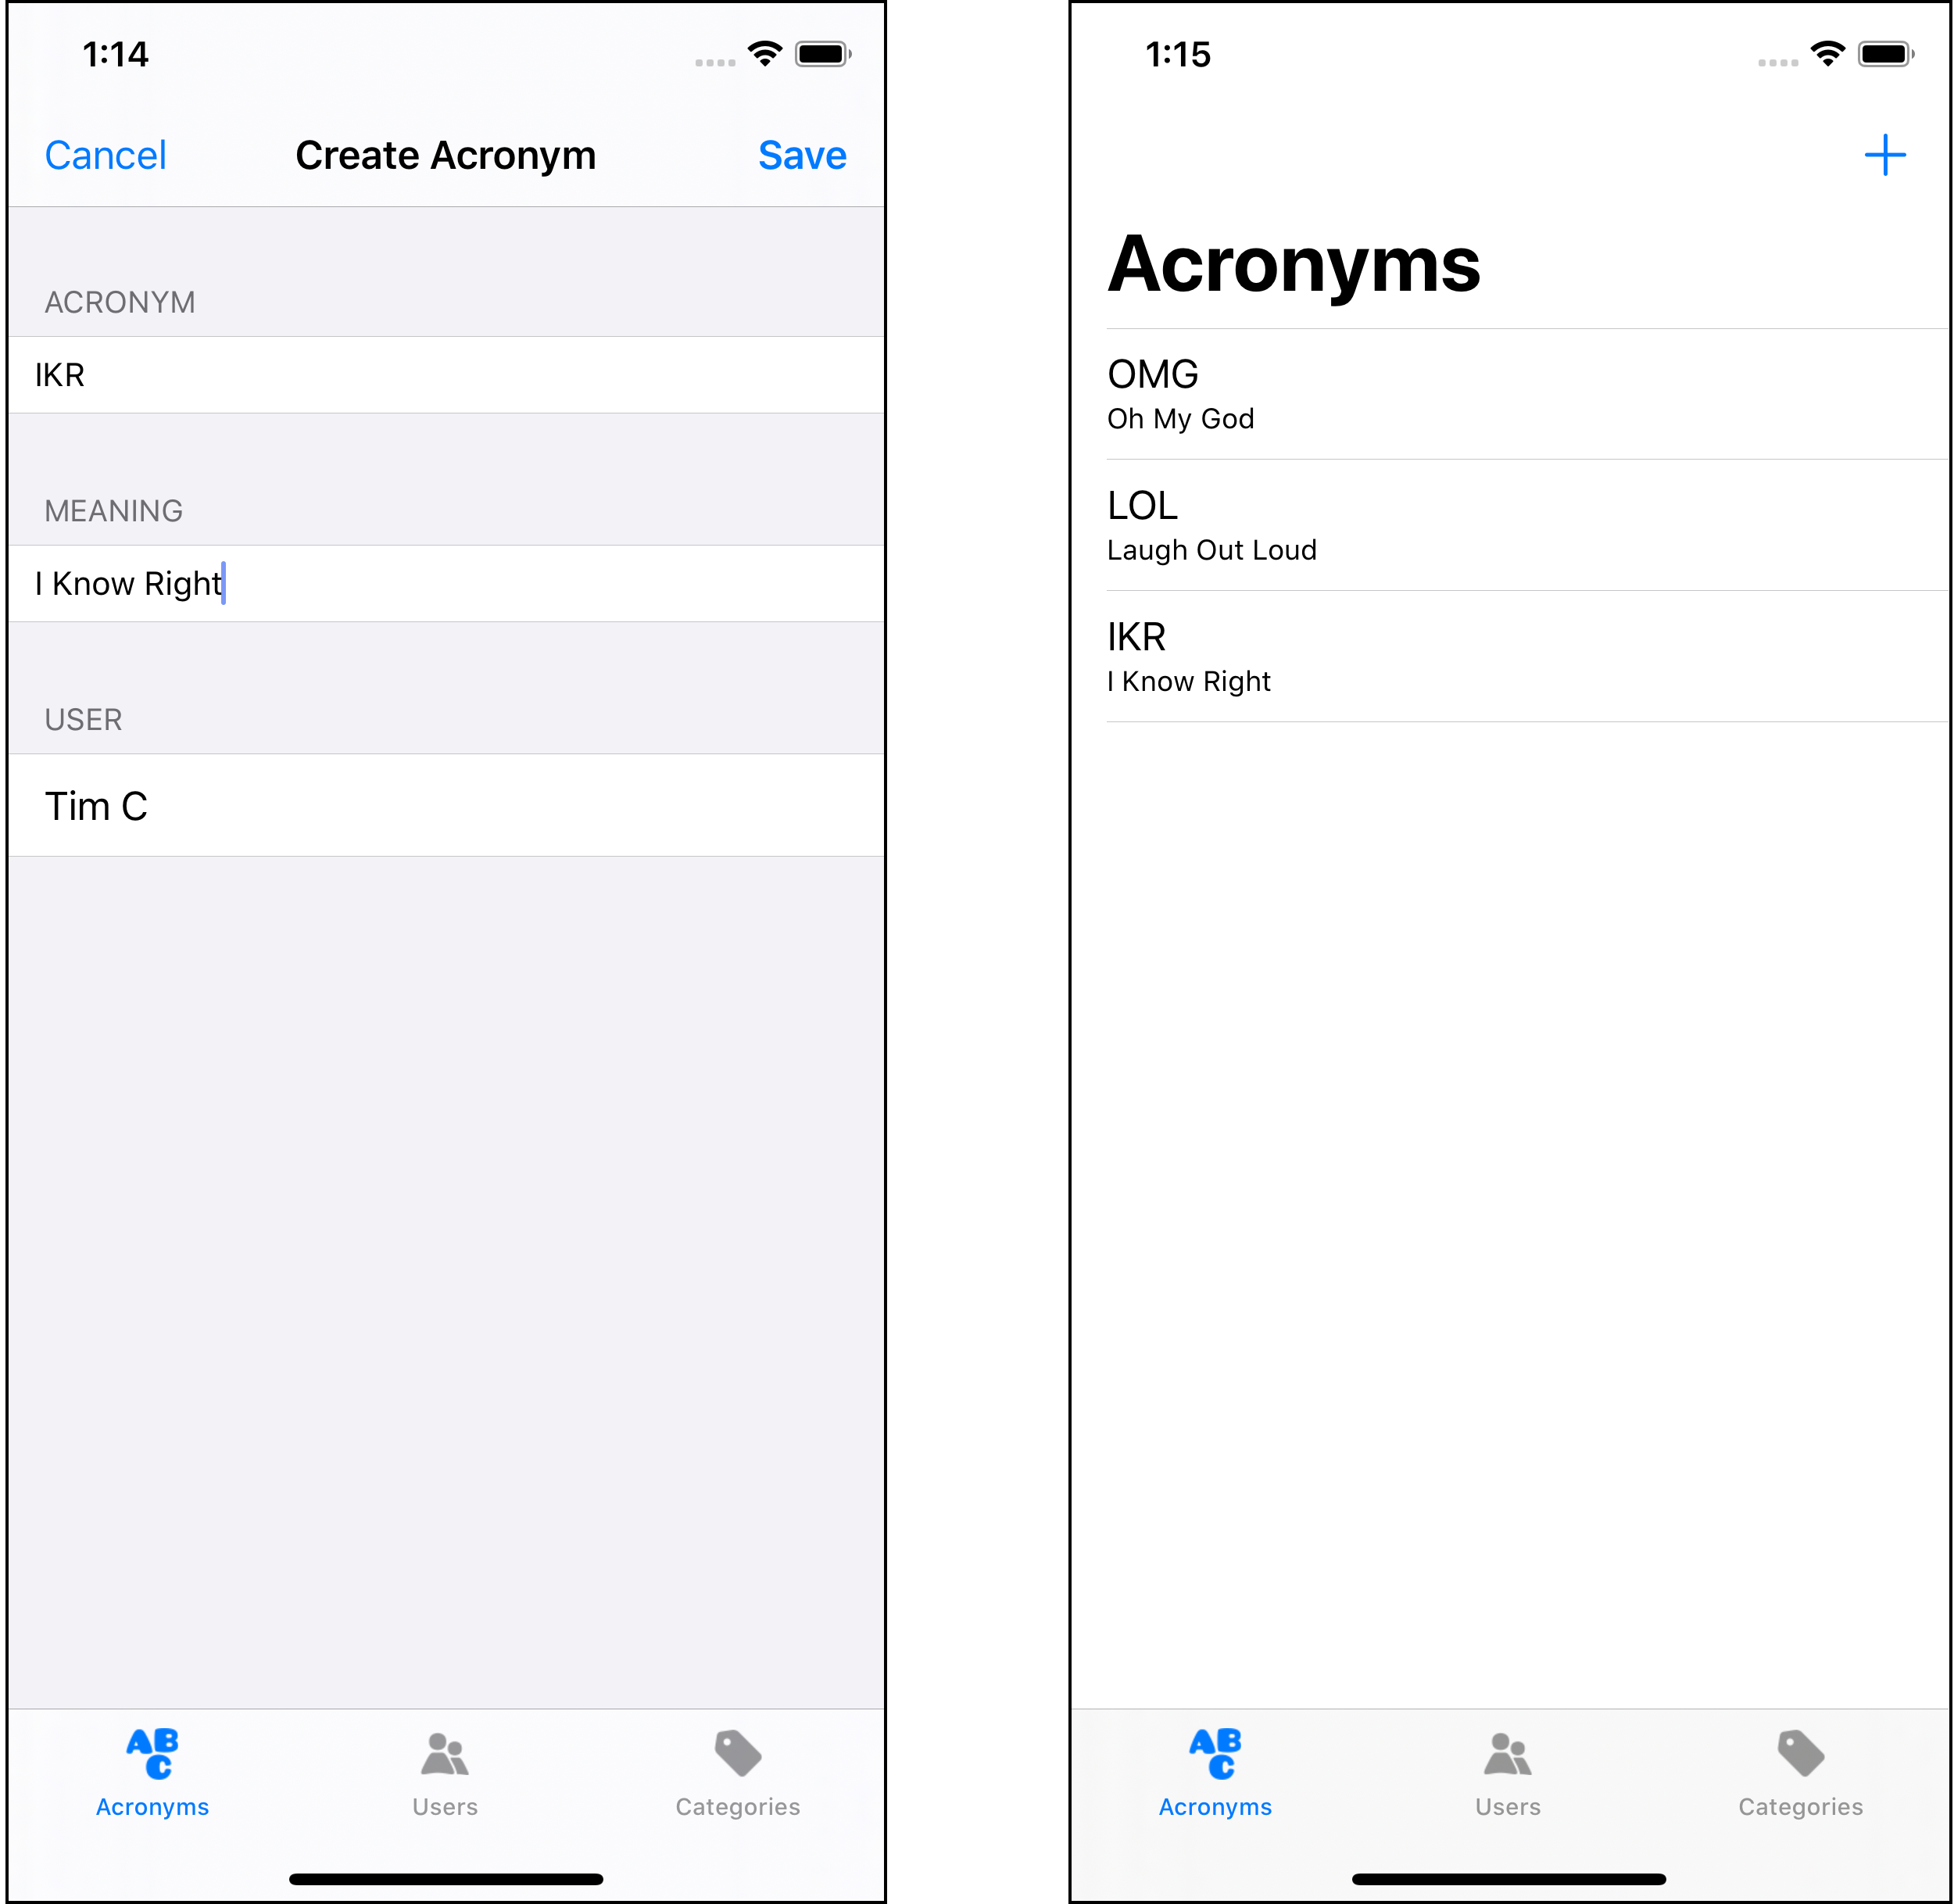 1:14
Cancel Create Acronym Save
ACRONYM
IKR
MEANING
I Know Right
USER
Tim C
ABC
Acronyms Users Categories
1:15
Acronyms
OMG
Oh My God
LOL
Laugh Out Loud
IKR
I Know Right
ABC
Acronyms Users Categories